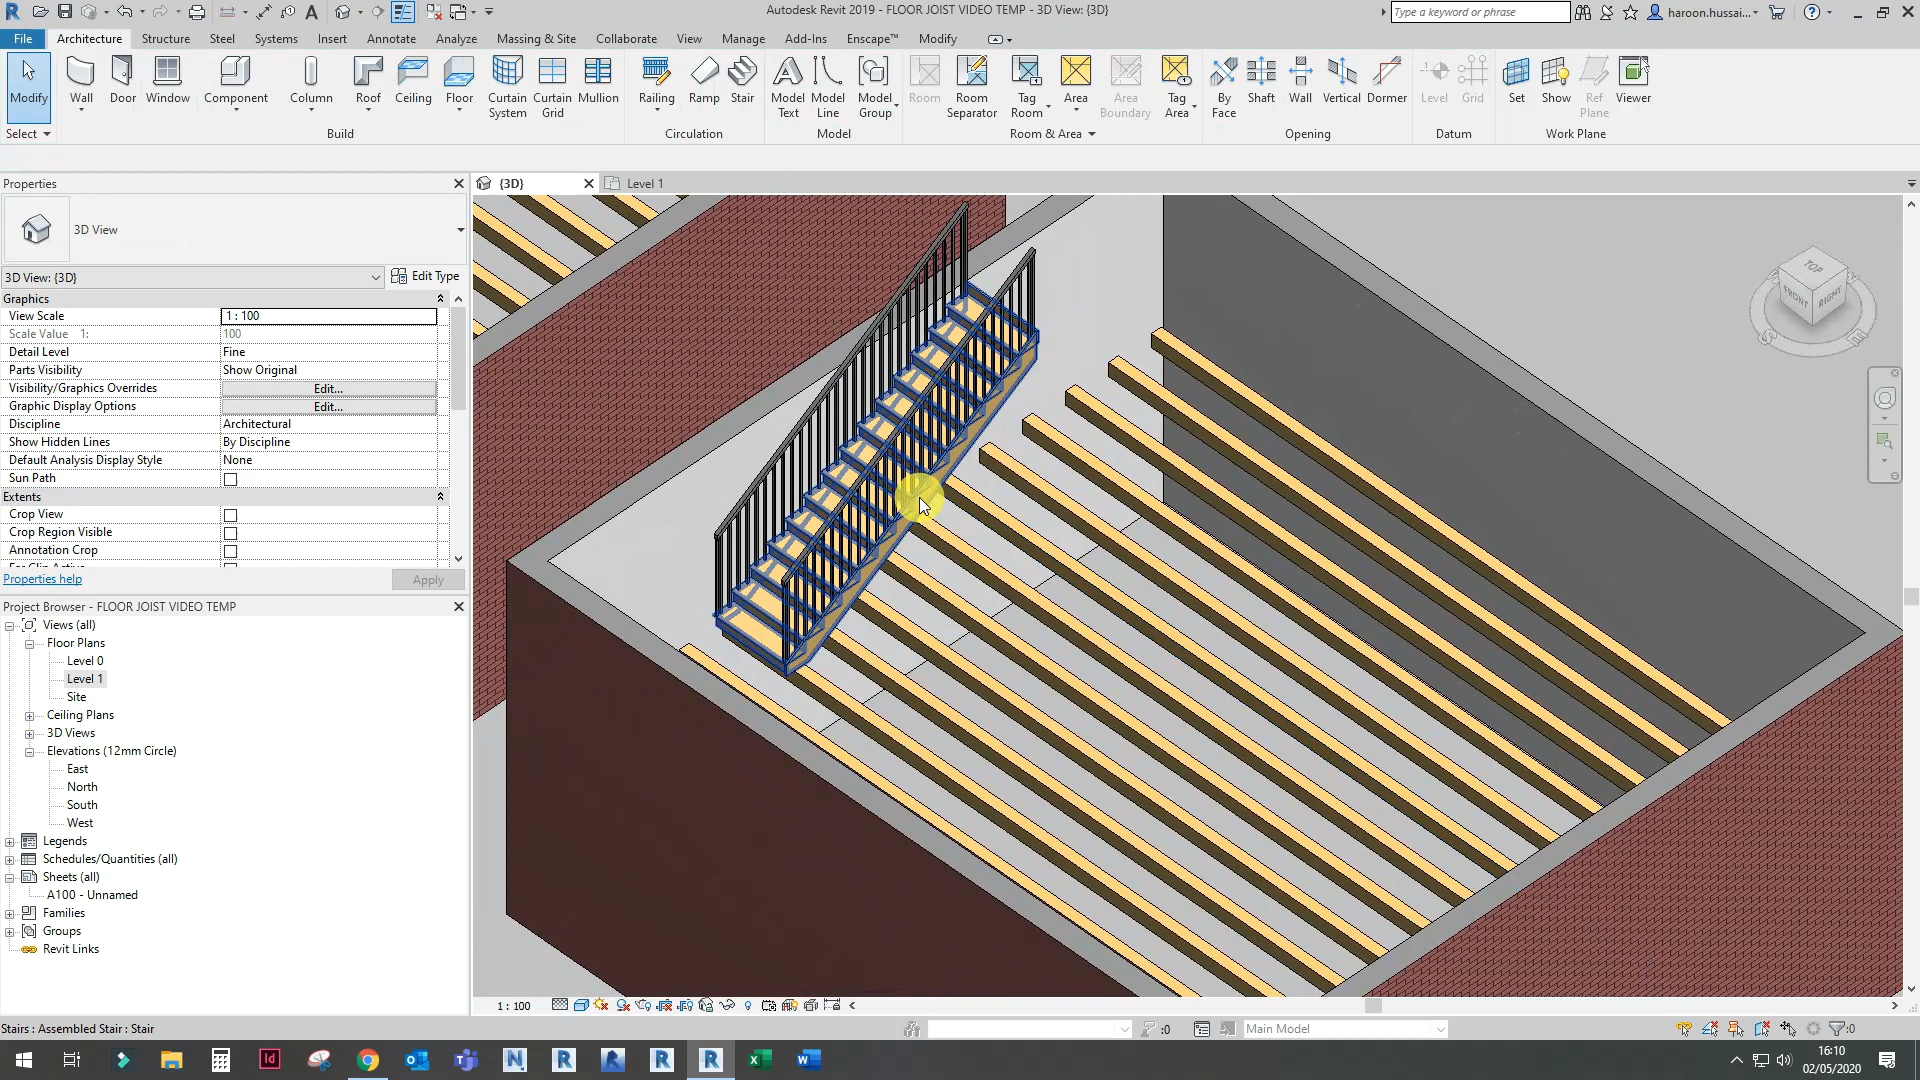 Autodesk Revit 2019 - FLOOR JOIST VIDEO TEMP - 3D View: {3D}
Type a keyword or phrase
haroon.hussai...
File Architecture Structure Steel Systems Insert Annotate Analyze Massing & Site Collaborate View Manage Add-Ins Enscape™ Modify
Modify Wall Door Window Component Column Roof Ceiling Floor Curtain System Curtain Grid Mullion Railing Ramp Stair Model Text Model Line Model Group Room Room Separator Tag Room Area Area Boundary Tag Area By Face Shaft Wall Vertical Dormer Level Grid Set Show Ref Plane Viewer
Select Build Circulation Model Room & Area Opening Datum Work Plane
Properties
{3D} Level 1
3D View
3D View: {3D} Edit Type
Graphics
View Scale 1 : 100
Scale Value 1: 100
Detail Level Fine
Parts Visibility Show Original
Visibility/Graphics Overrides Edit...
Graphic Display Options Edit...
Discipline Architectural
Show Hidden Lines By Discipline
Default Analysis Display Style None
Sun Path
Extents
Crop View
Crop Region Visible
Annotation Crop
Properties help Apply
Project Browser - FLOOR JOIST VIDEO TEMP
Views (all)
Floor Plans
Level 0
Level 1
Site
Ceiling Plans
3D Views
Elevations (12mm Circle)
East
North
South
West
Legends
Schedules/Quantities (all)
Sheets (all)
A100 - Unnamed
Families
Groups
Revit Links
TOP
FRONT
RIGHT
1 : 100
Stairs : Assembled Stair : Stair
:0
Main Model
:0
16:10
02/05/2020